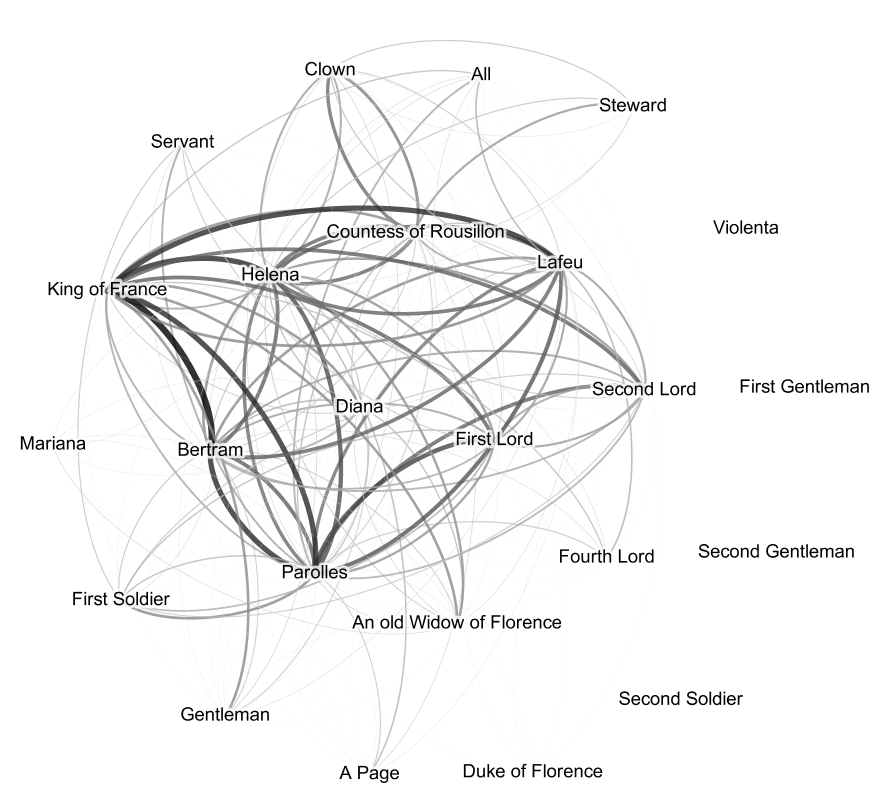 Clown
All
Steward
Servant
Violenta
Countess of Rousillon
Lafeu
Helena
King of France
Second Lord
First Gentleman
Diana
First Lord
Mariana
Bertram
Fourth Lord
Second Gentleman
Parolles
First Soldier
An old Widow of Florence
Second Soldier
Gentleman
A Page
Duke of Florence